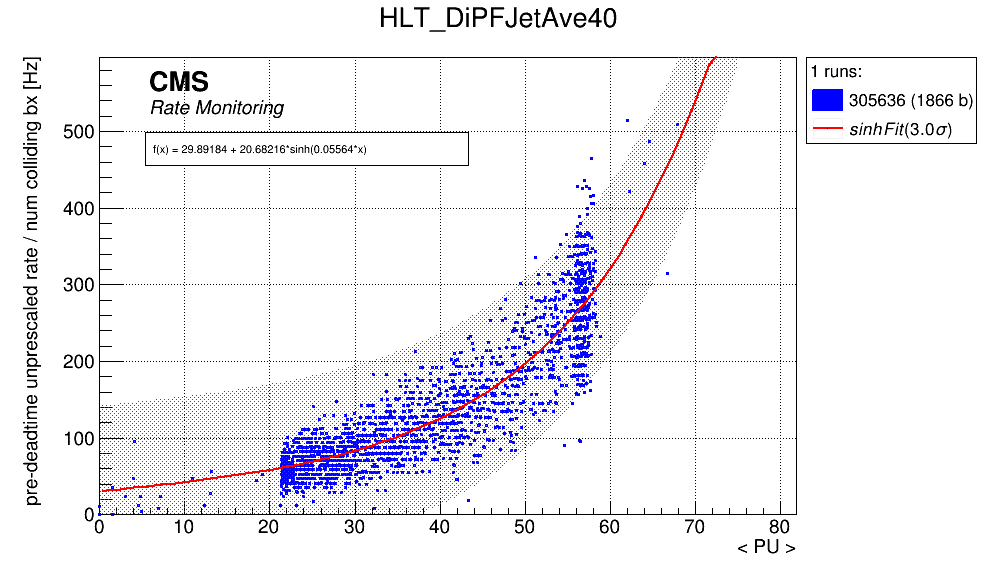 HLT_DiPFJetAve40
pre-deadtime unprescaled rate / num colliding bx [Hz]
CMS
Rate Monitoring
f(x) = 29.89184 + 20.68216*sinh(0.05564*x)
500
400
300
200
100
0
0 10 20 30 40 50 60 70 80
< PU >
1 runs:
305636 (1866 b)
sinhFit(3.0σ)